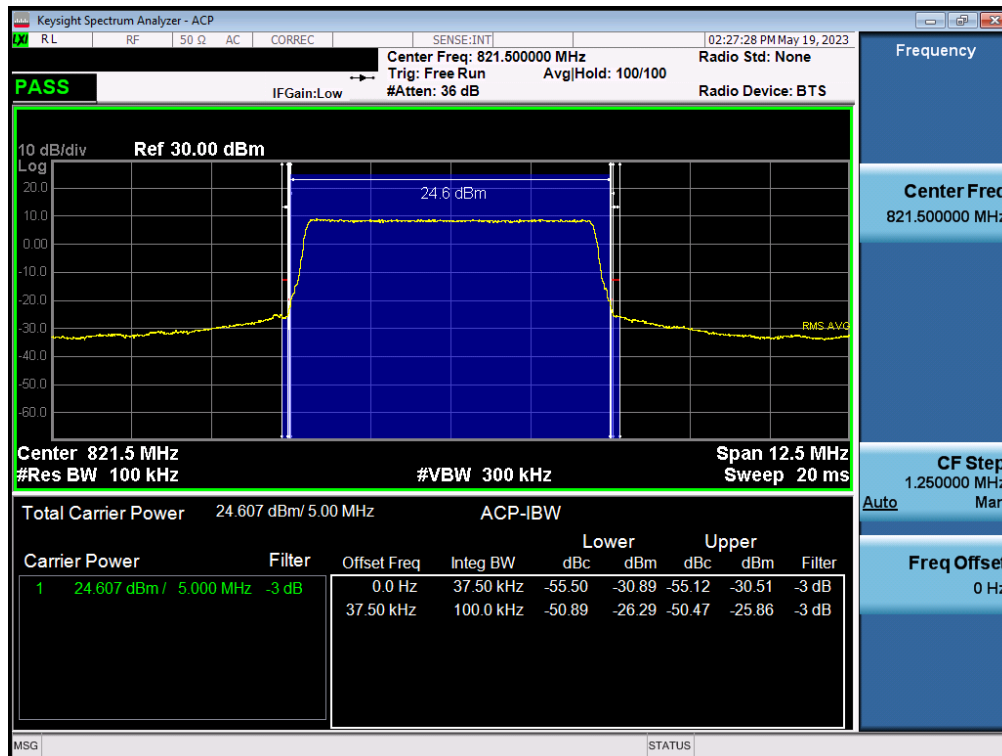 Keysight Spectrum Analyzer - ACP
LXI RL RF 50 Ω AC CORREC SENSE:INT 02:27:28 PM May 19, 2023
Center Freq: 821.500000 MHz Radio Std: None
Trig: Free Run Avg|Hold: 100/100
PASS IFGain:Low #Atten: 36 dB Radio Device: BTS
10 dB/div Ref 30.00 dBm
Log
24.6 dBm
20.0
10.0
0.00
-10.0
-20.0
-30.0
RMS AVG
-40.0
-50.0
-60.0
Center 821.5 MHz Span 12.5 MHz
#Res BW 100 kHz #VBW 300 kHz Sweep 20 ms
Total Carrier Power 24.607 dBm/ 5.00 MHz ACP-IBW
Lower Upper
Carrier Power Filter Offset Freq Integ BW dBc dBm dBc dBm Filter
1 24.607 dBm / 5.000 MHz -3 dB 0.0 Hz 37.50 kHz -55.50 -30.89 -55.12 -30.51 -3 dB
37.50 kHz 100.0 kHz -50.89 -26.29 -50.47 -25.86 -3 dB
Frequency
Center Freq
821.500000 MHz
CF Step
1.250000 MHz
Auto Man
Freq Offset
0 Hz
MSG STATUS